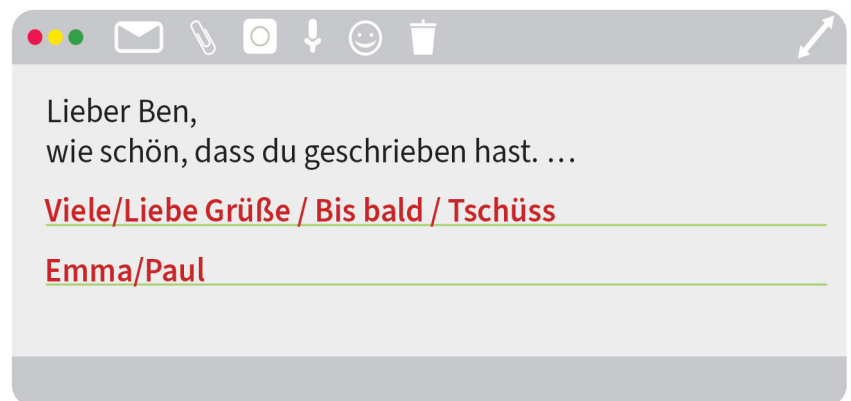 Lieber Ben,
wie schön, dass du geschrieben hast. …
Viele/Liebe Grüße / Bis bald / Tschüss
Emma/Paul